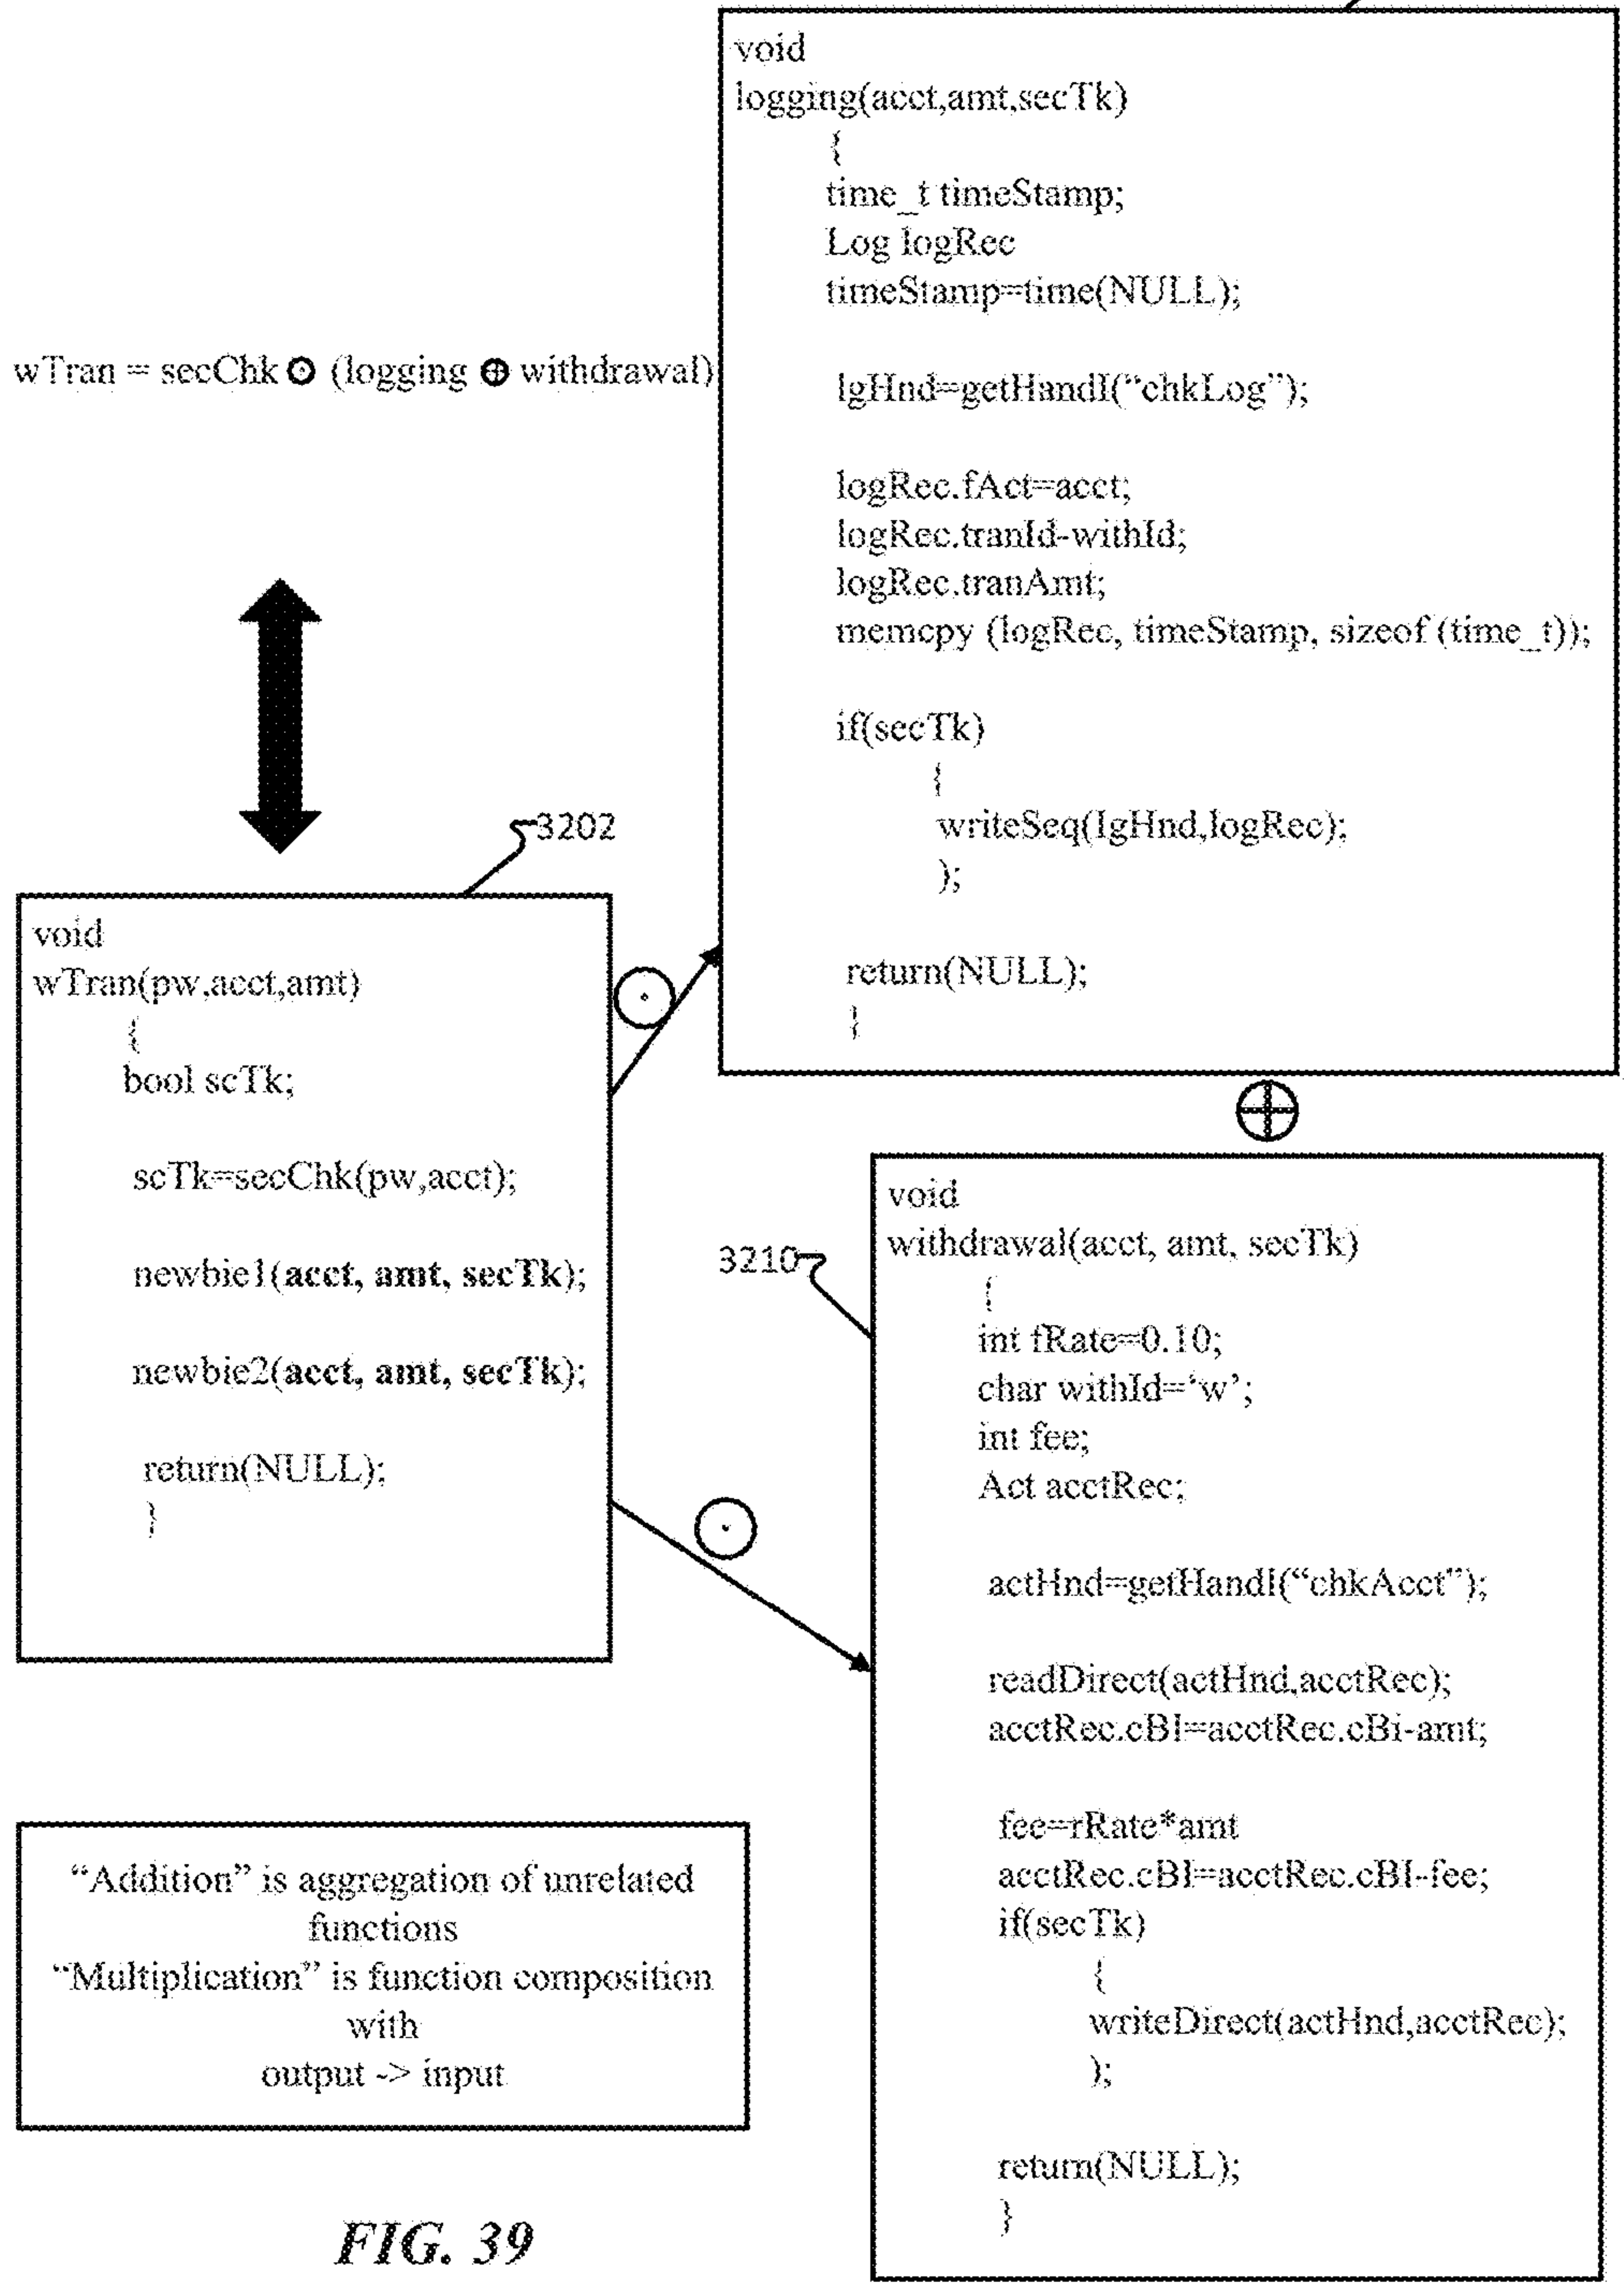 void
logging(acct,amt,secTk)
{
time_t timeStamp;
Log logRec
timeStamp=time(NULL);
lgHnd=getHandl("chkLog");
logRec.fAct=acct;
logRec.tranId-withId;
logRec.tranAmt;
memcpy (logRec, timeStamp, sizeof (time_t));
if(secTk)
{
writeSeq(lgHnd,logRec);
);
return(NULL);
}
wTran = secChk ⊙ (logging ⊕ withdrawal)
3202
void
wTran(pw,acct,amt)
{
bool scTk;
scTk=secChk(pw,acct);
newbie1(acct, amt, secTk);
newbie2(acct, amt, secTk);
return(NULL);
}
⊙
⊕
⊙
3210
void
withdrawal(acct, amt, secTk)
{
int fRate=0.10;
char withId=‘w’;
int fee;
Act acctRec;
actHnd=getHandl(“chkAcct”);
readDirect(actHnd,acctRec);
acctRec.cBl=acctRec.cBi-amt;
fee=rRate*amt
acctRec.cBl=acctRec.cBl-fee;
if(secTk)
{
writeDirect(actHnd,acctRec);
);
return(NULL);
}
“Addition” is aggregation of unrelated
functions
“Multiplication” is function composition
with
output -> input
FIG. 39